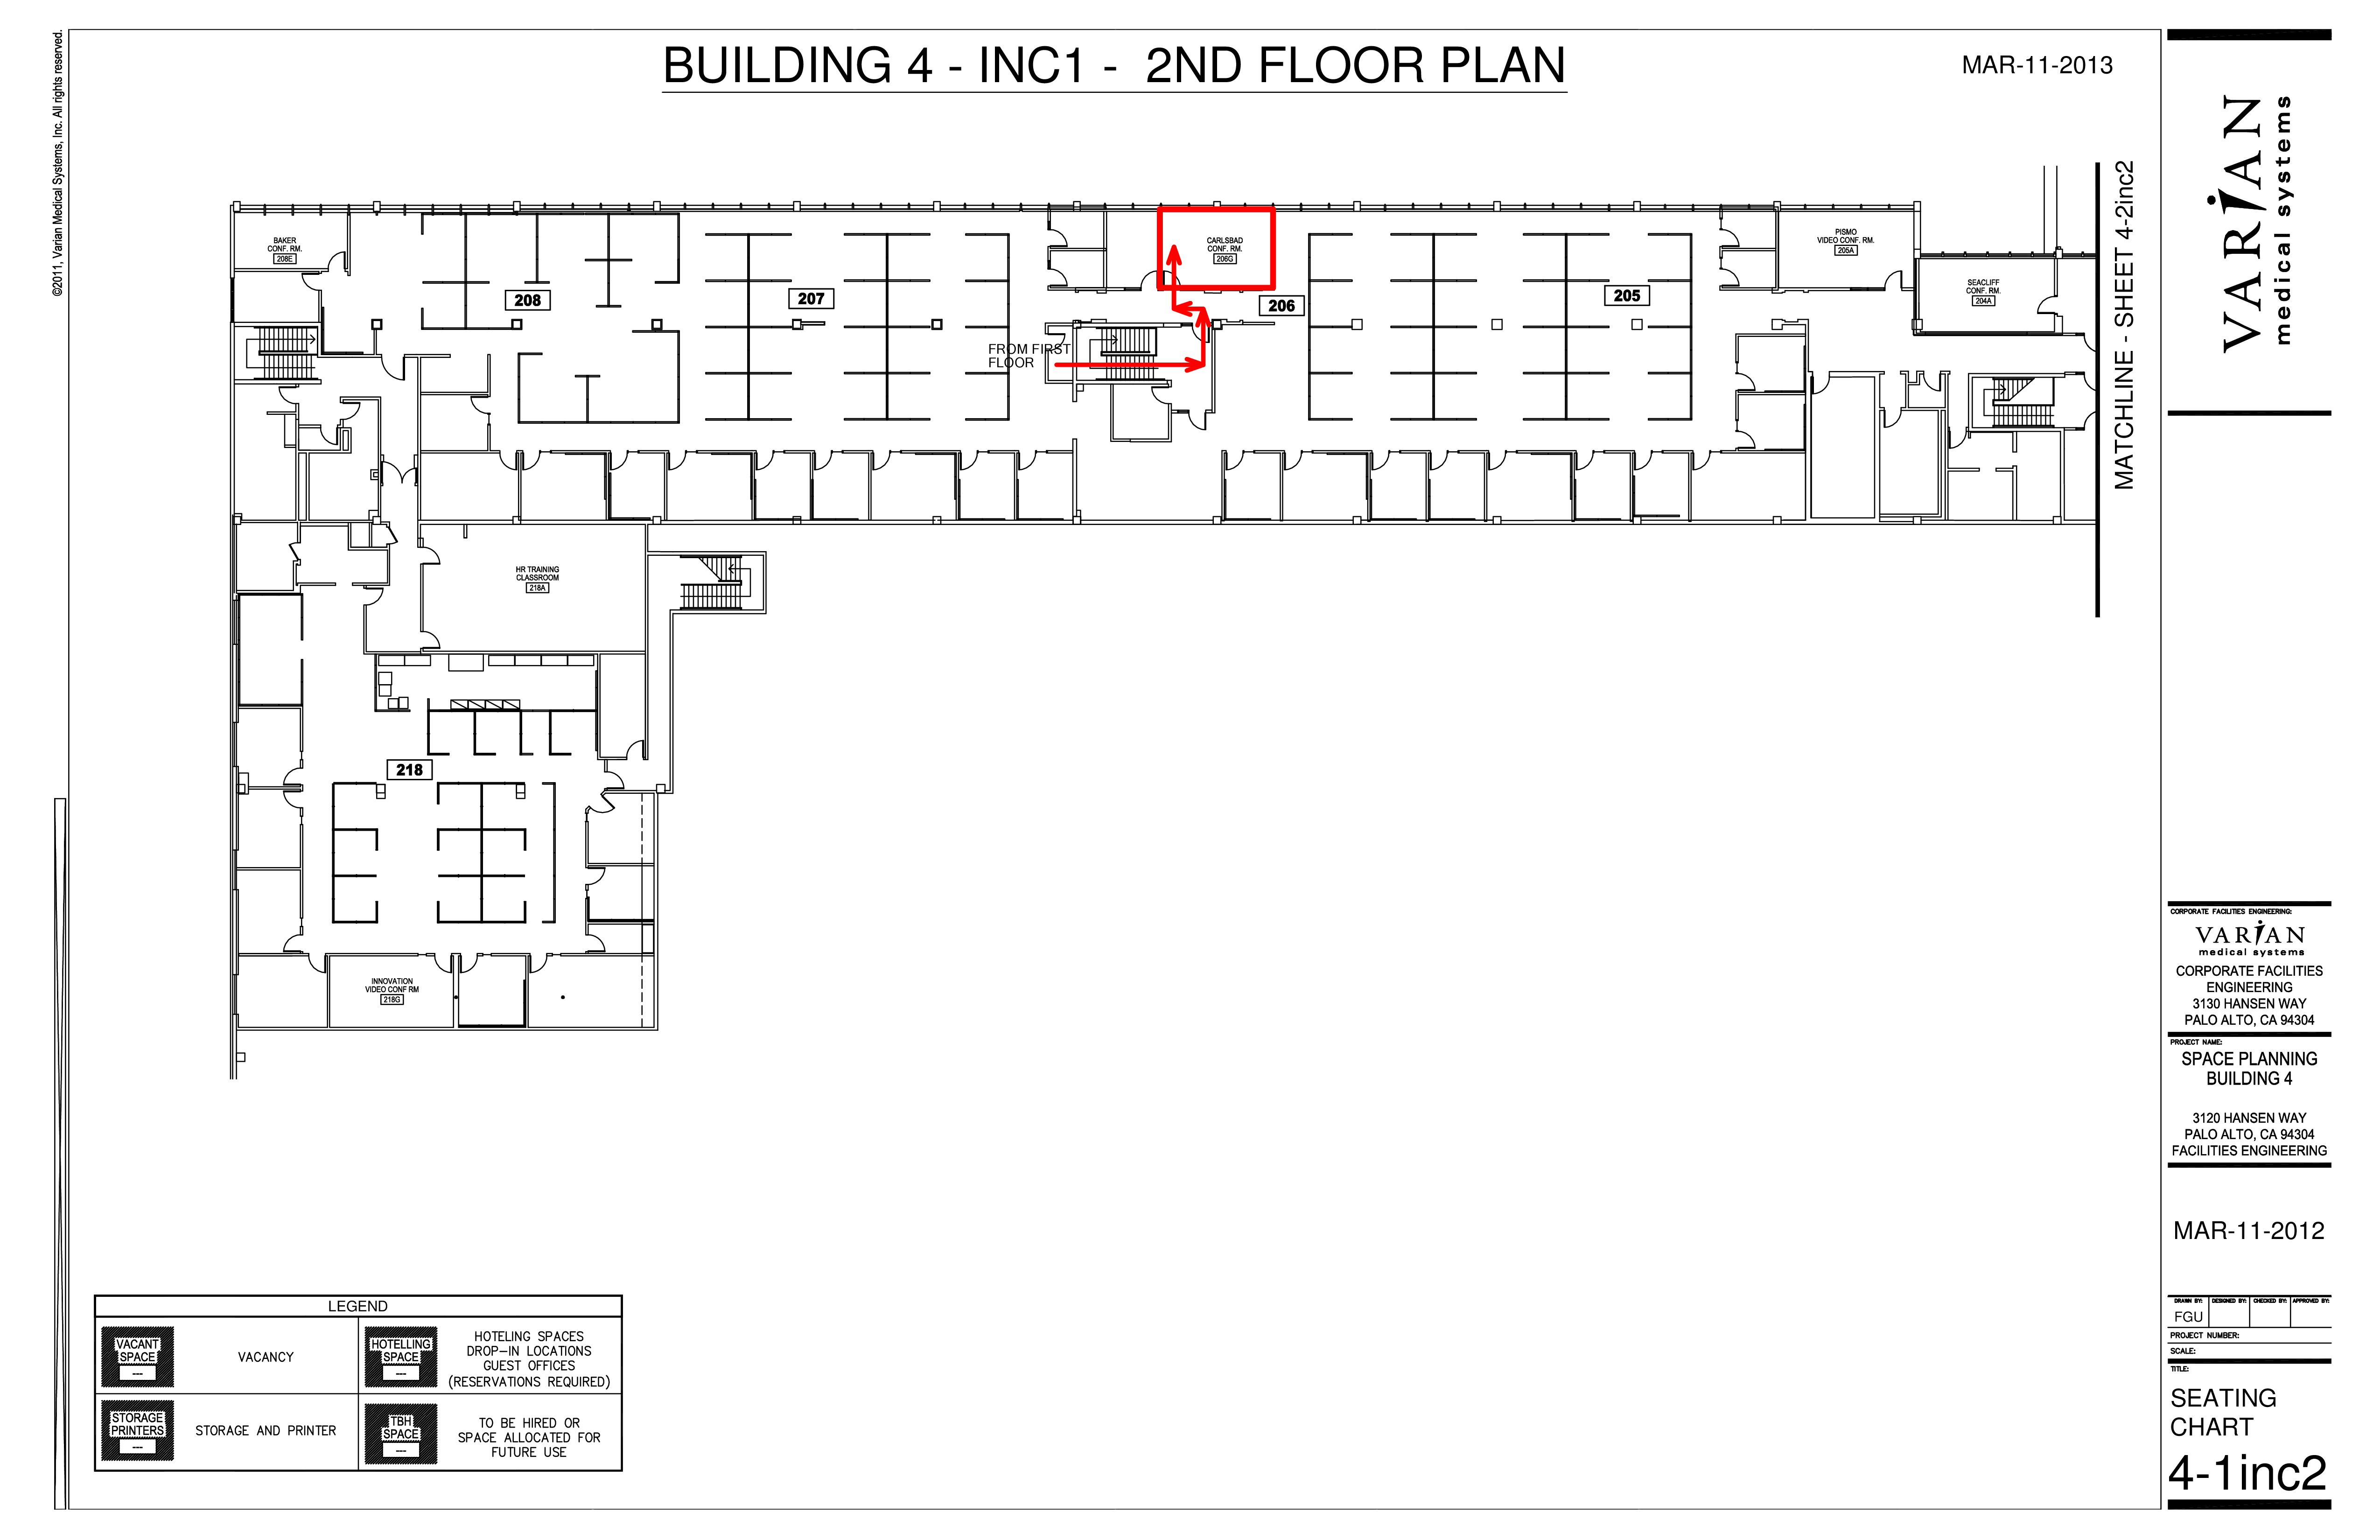 ©2011, Varian Medical Systems, Inc. All rights reserved.
BUILDING 4 - INC1 - 2ND FLOOR PLAN
MAR-11-2013
VARIAN
medical systems
MATCHLINE - SHEET 4-2inc2
BAKER
CONF. RM.
208E
208
207
CARLSBAD
CONF. RM.
206G
206
205
PISMO
VIDEO CONF. RM.
205A
SEACLIFF
CONF. RM.
204A
FROM FIRST
FLOOR
HR TRAINING
CLASSROOM
218A
218
INNOVATION
VIDEO CONF RM
218G
LEGEND
VACANT
SPACE
---
VACANCY
HOTELLING
SPACE
---
HOTELING SPACES
DROP-IN LOCATIONS
GUEST OFFICES
(RESERVATIONS REQUIRED)
STORAGE
PRINTERS
---
STORAGE AND PRINTER
TBH
SPACE
---
TO BE HIRED OR
SPACE ALLOCATED FOR
FUTURE USE
CORPORATE FACILITIES ENGINEERING:
VARIAN
medical systems
CORPORATE FACILITIES
ENGINEERING
3130 HANSEN WAY
PALO ALTO, CA 94304
PROJECT NAME:
SPACE PLANNING
BUILDING 4
3120 HANSEN WAY
PALO ALTO, CA 94304
FACILITIES ENGINEERING
MAR-11-2012
DRAWN BY: DESIGNED BY: CHECKED BY: APPROVED BY:
FGU
PROJECT NUMBER:
SCALE:
TITLE:
SEATING
CHART
4-1inc2